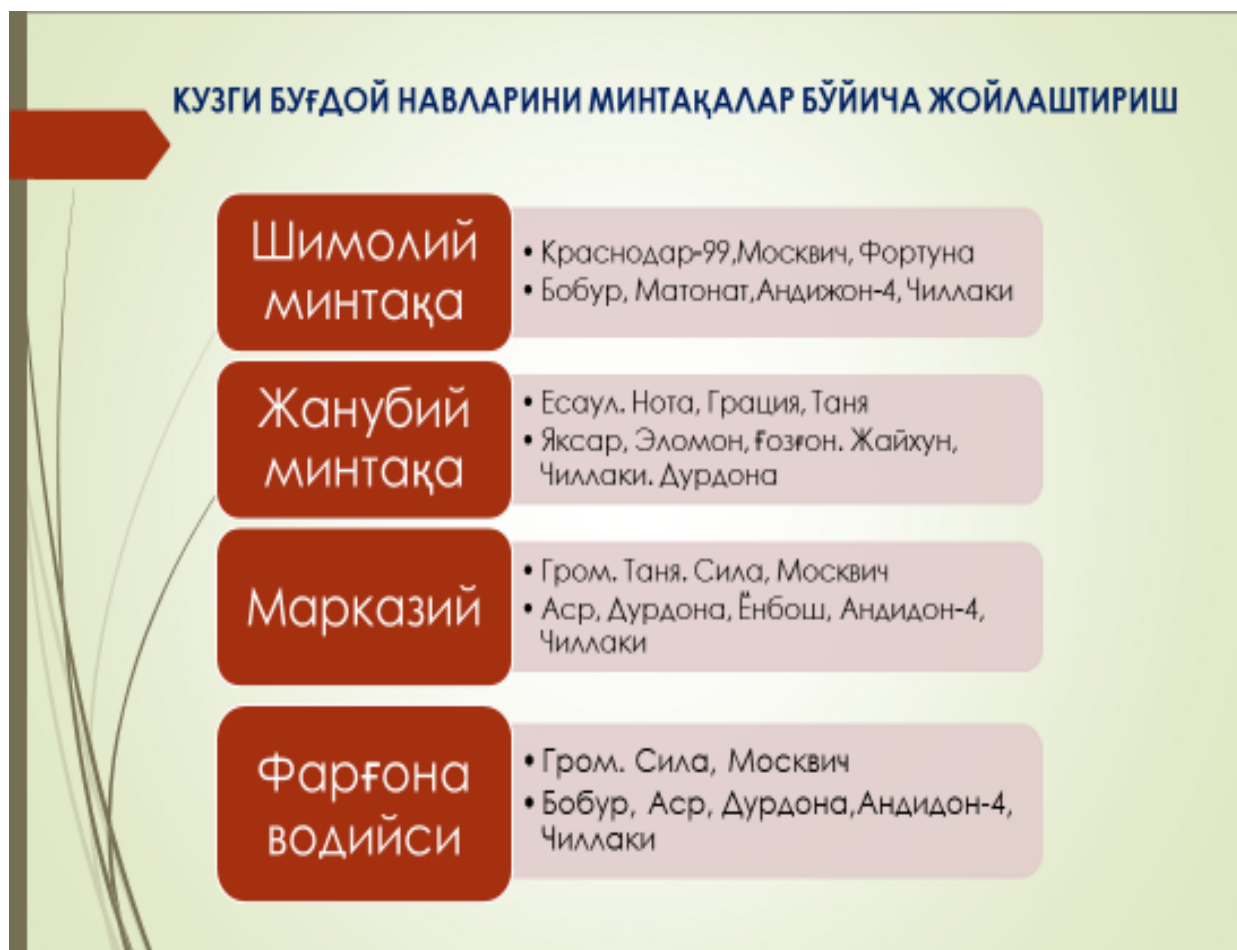 КУЗГИ БУҒДОЙ НАВЛАРИНИ МИНТАҚАЛАР БЎЙИЧА ЖОЙЛАШТИРИШ
Шимолий
минтақа
• Краснодар-99,Москвич, Фортуна
• Бобур, Матонат,Андижон-4,Чиллаки
Жанубий
минтақа
• Есаул. Нота, Грация, Таня
• Яксар, Эломон, Ғозғон. Жайхун,
Чиллаки. Дурдона
Марказий
• Гром. Таня. Сила, Москвич
• Аср, Дурдона, Ёнбош, Андидон-4,
Чиллаки
Фарғона
водийси
• Гром. Сила, Москвич
• Бобур, Аср, Дурдона,Андидон-4,
Чиллаки